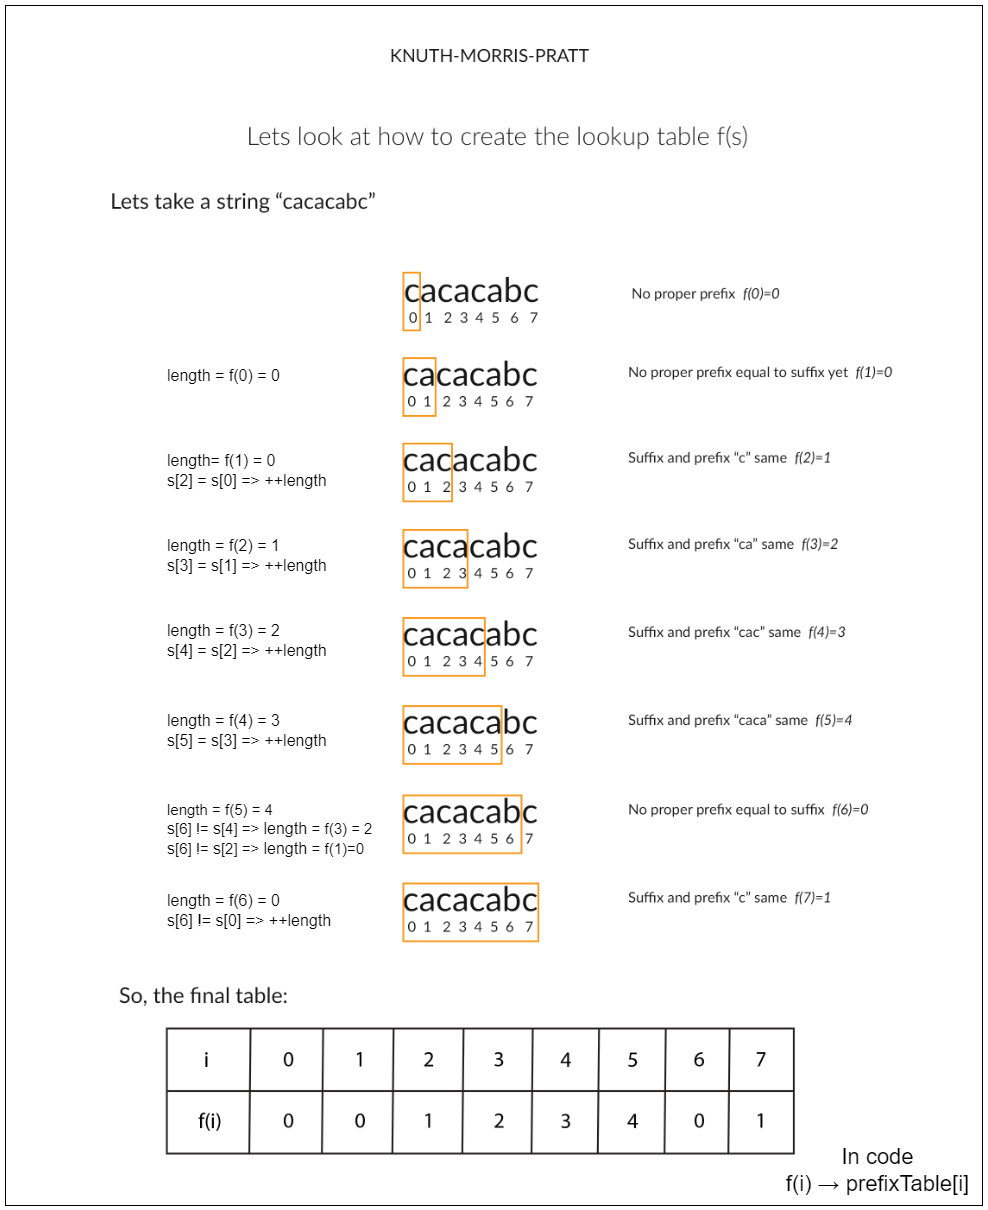 KNUTH-MORRIS-PRATT
Lets look at how to create the lookup table f(s)
Lets take a string “cacacabc”
cacacabc
0 1 2 3 4 5 6 7
No proper prefix f(0)=0
length = f(0) = 0
cacacabc
0 1 2 3 4 5 6 7
No proper prefix equal to suffix yet f(1)=0
length= f(1) = 0
s[2] = s[0] => ++length
cacacabc
0 1 2 3 4 5 6 7
Suffix and prefix “c” same f(2)=1
length = f(2) = 1
s[3] = s[1] => ++length
cacacabc
0 1 2 3 4 5 6 7
Suffix and prefix “ca” same f(3)=2
length = f(3) = 2
s[4] = s[2] => ++length
cacacabc
0 1 2 3 4 5 6 7
Suffix and prefix “cac” same f(4)=3
length = f(4) = 3
s[5] = s[3] => ++length
cacacabc
0 1 2 3 4 5 6 7
Suffix and prefix “caca” same f(5)=4
length = f(5) = 4
s[6] != s[4] => length = f(3) = 2
s[6] != s[2] => length = f(1)=0
cacacabc
0 1 2 3 4 5 6 7
No proper prefix equal to suffix f(6)=0
length = f(6) = 0
s[6] != s[0] => ++length
cacacabc
0 1 2 3 4 5 6 7
Suffix and prefix “c” same f(7)=1
So, the final table:
i 0 1 2 3 4 5 6 7
f(i) 0 0 1 2 3 4 0 1
In code
f(i) → prefixTable[i]